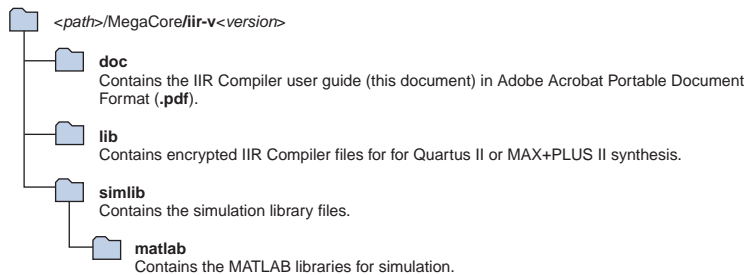 <path>/MegaCore/iir-v<version>
doc
Contains the IIR Compiler user guide (this document) in Adobe Acrobat Portable Document
Format (.pdf).
lib
Contains encrypted IIR Compiler files for for Quartus II or MAX+PLUS II synthesis.
simlib
Contains the simulation library files.
matlab
Contains the MATLAB libraries for simulation.